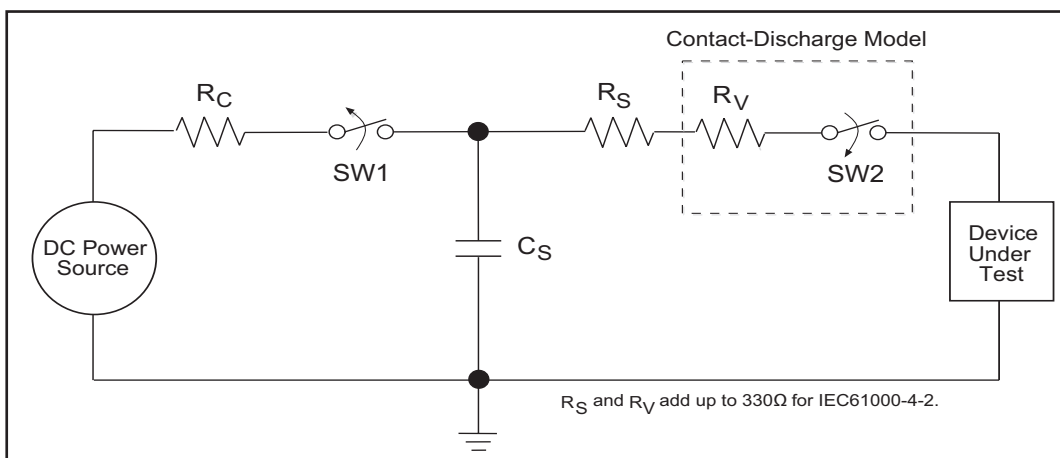 Contact-Discharge Model
RC
RS
RV
SW1
SW2
DC Power
Source
CS
Device
Under
Test
RS and RV add up to 330Ω for IEC61000-4-2.